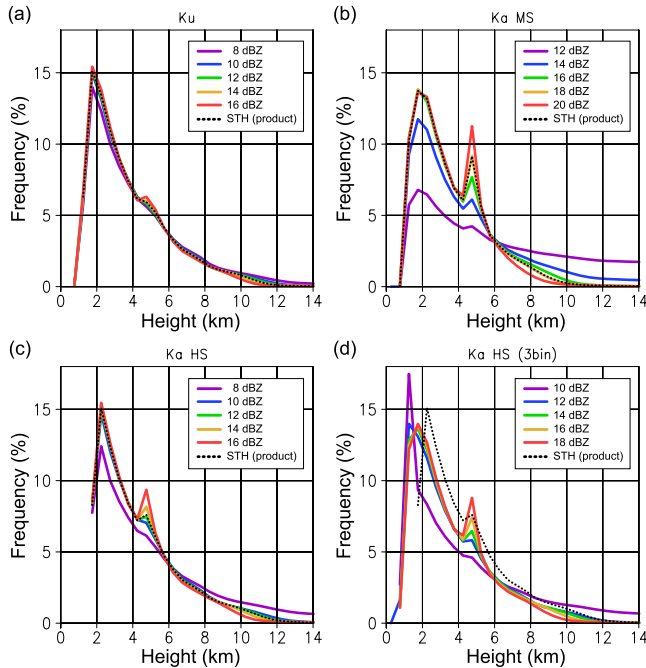 (a)
Ku
8 dBZ
10 dBZ
12 dBZ
14 dBZ
16 dBZ
STH (product)
Frequency (%)
15
10
5
0
0 2 4 6 8 10 12 14
Height (km)
(b)
Ka MS
12 dBZ
14 dBZ
16 dBZ
18 dBZ
20 dBZ
STH (product)
Frequency (%)
15
10
5
0
0 2 4 6 8 10 12 14
Height (km)
(c)
Ka HS
8 dBZ
10 dBZ
12 dBZ
14 dBZ
16 dBZ
STH (product)
Frequency (%)
15
10
5
0
0 2 4 6 8 10 12 14
Height (km)
(d)
Ka HS (3bin)
10 dBZ
12 dBZ
14 dBZ
16 dBZ
18 dBZ
STH (product)
Frequency (%)
15
10
5
0
0 2 4 6 8 10 12 14
Height (km)